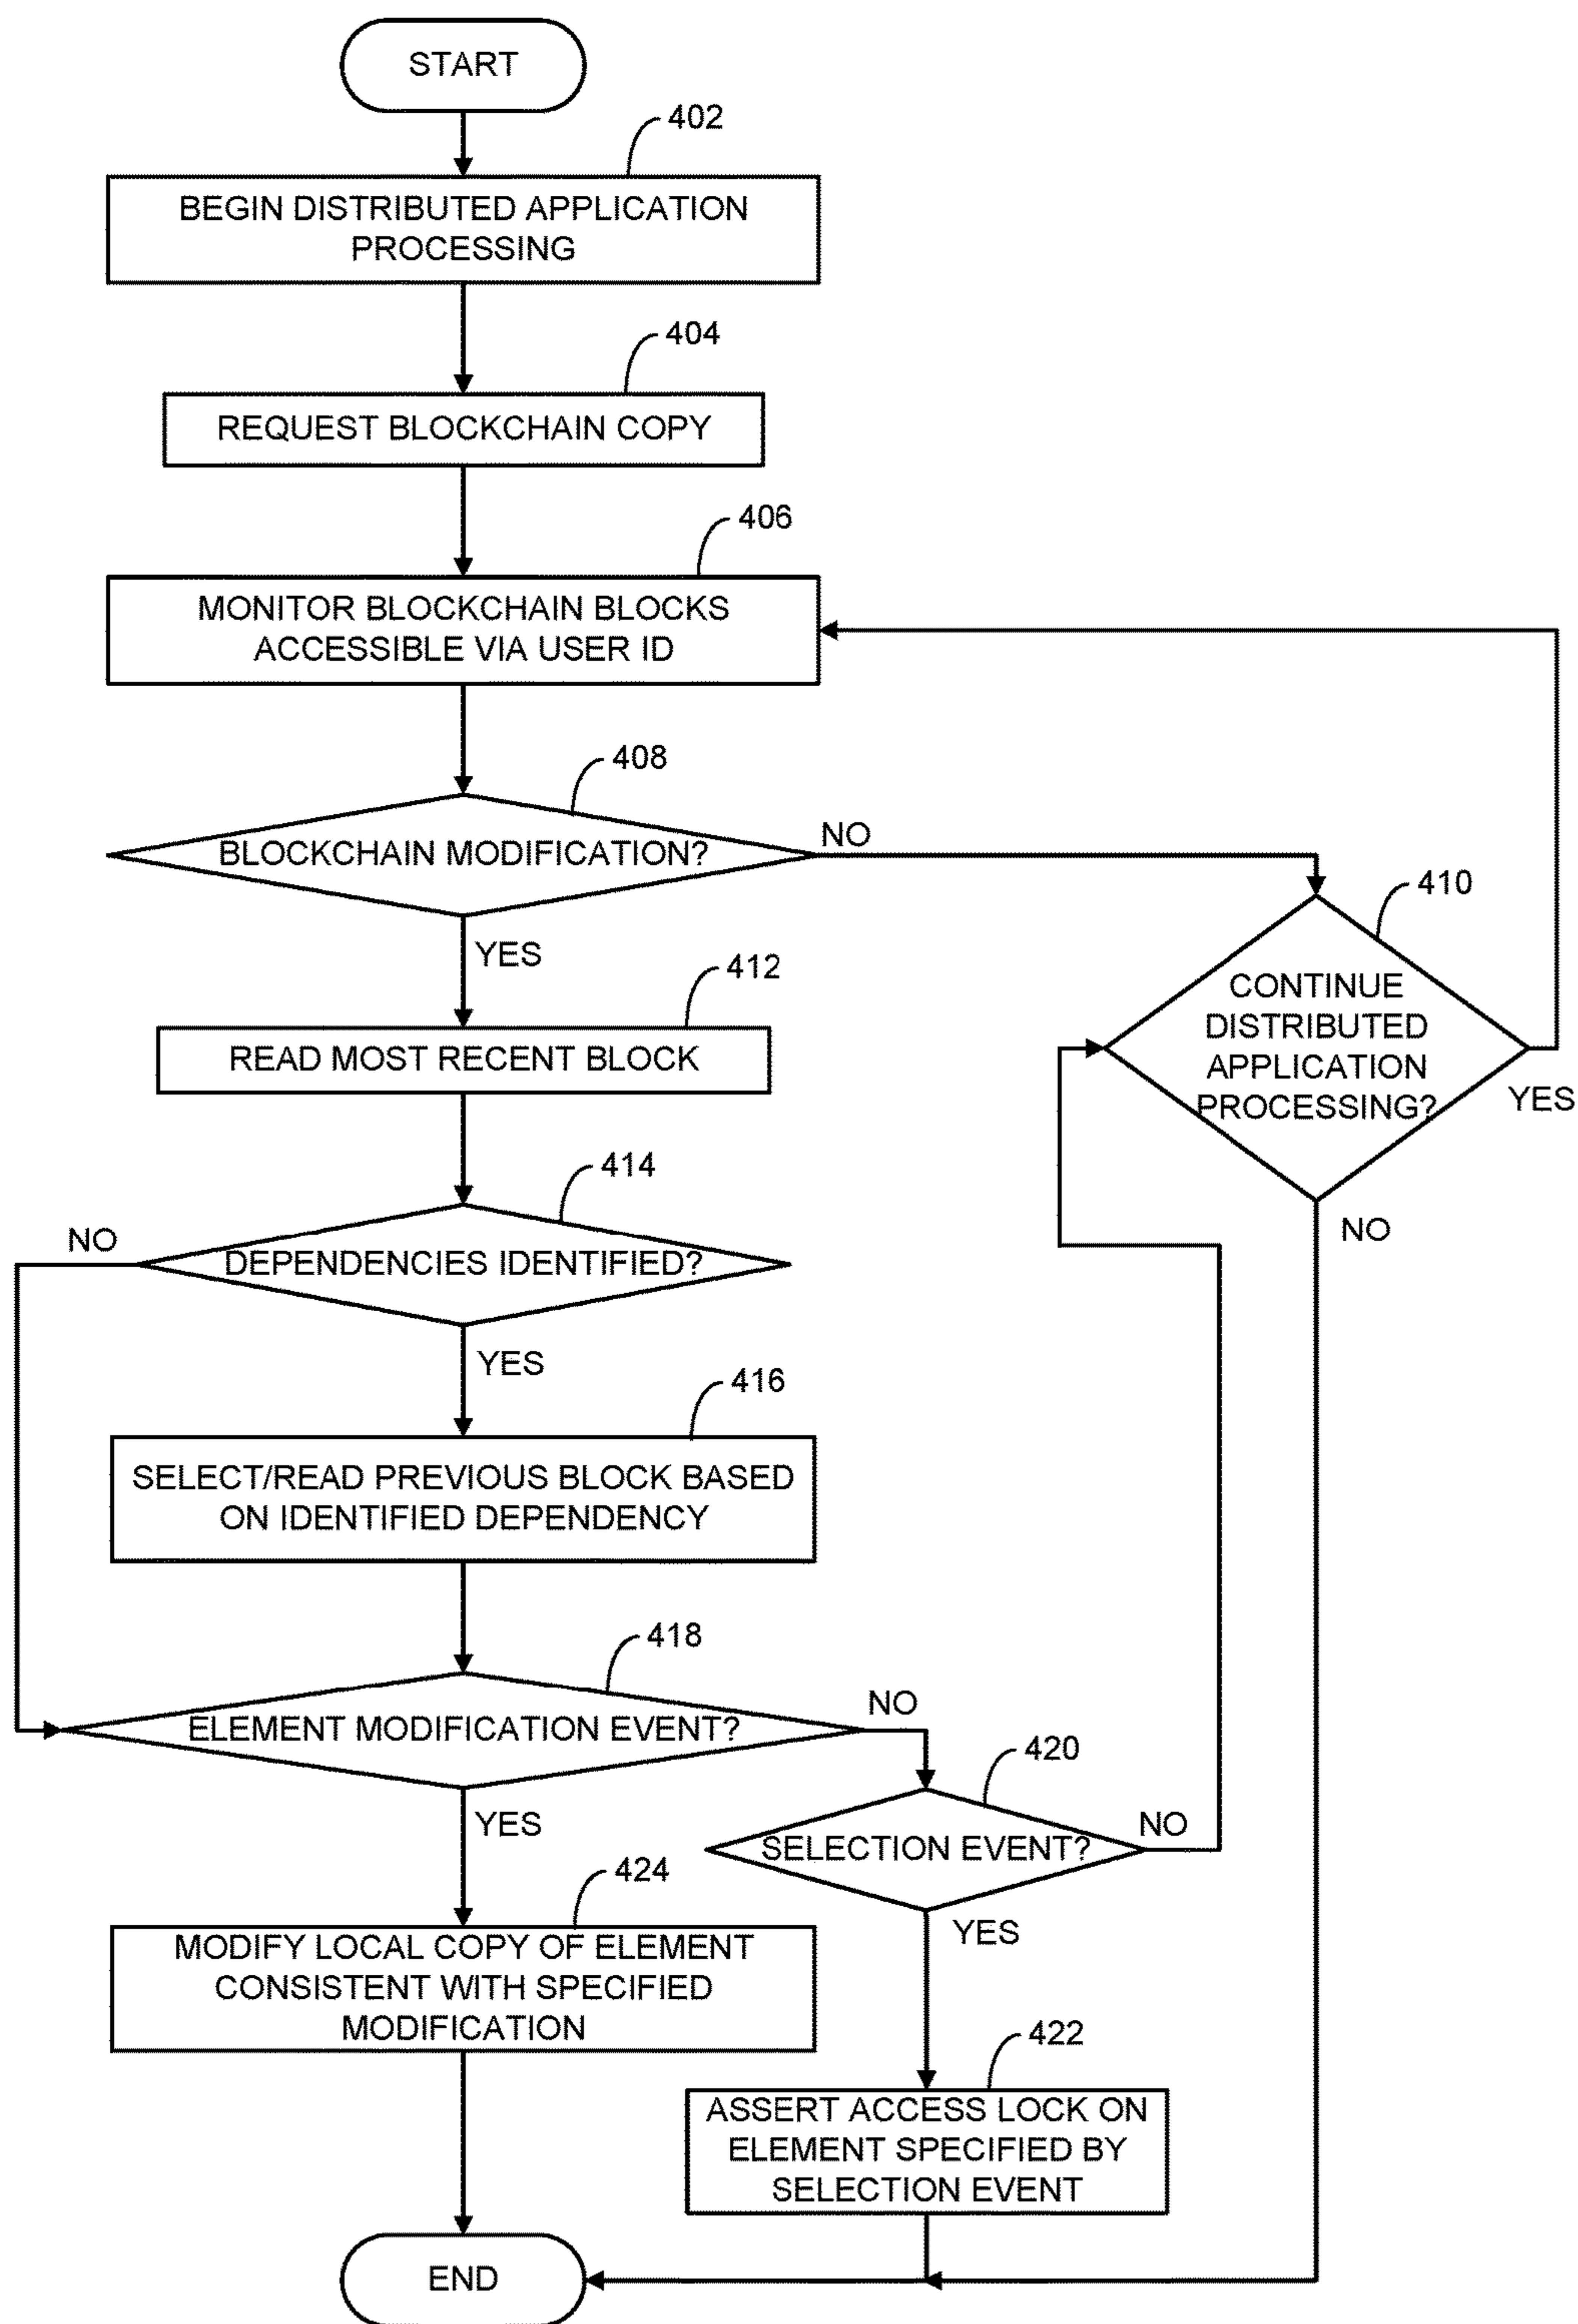 START
402
BEGIN DISTRIBUTED APPLICATION
PROCESSING
404
REQUEST BLOCKCHAIN COPY
406
MONITOR BLOCKCHAIN BLOCKS
ACCESSIBLE VIA USER ID
408
BLOCKCHAIN MODIFICATION?
NO
YES
410
CONTINUE
DISTRIBUTED
APPLICATION
PROCESSING?
YES
NO
412
READ MOST RECENT BLOCK
414
NO
DEPENDENCIES IDENTIFIED?
YES
416
SELECT/READ PREVIOUS BLOCK BASED
ON IDENTIFIED DEPENDENCY
418
ELEMENT MODIFICATION EVENT?
NO
YES
420
SELECTION EVENT?
NO
YES
424
MODIFY LOCAL COPY OF ELEMENT
CONSISTENT WITH SPECIFIED
MODIFICATION
422
ASSERT ACCESS LOCK ON
ELEMENT SPECIFIED BY
SELECTION EVENT
END